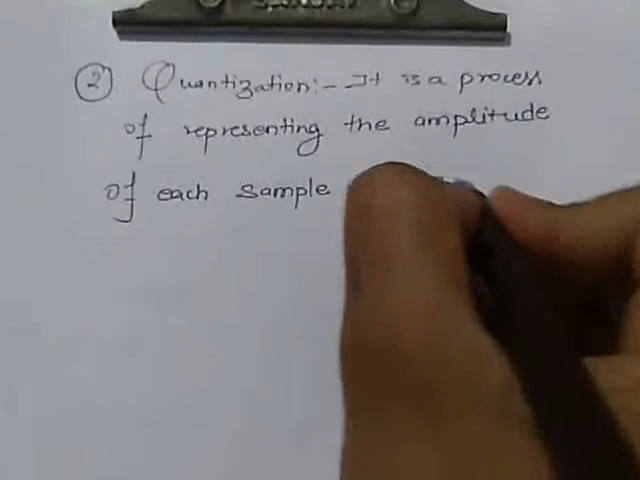 ② Quantization:- It is a process
of representing the amplitude
of each sample